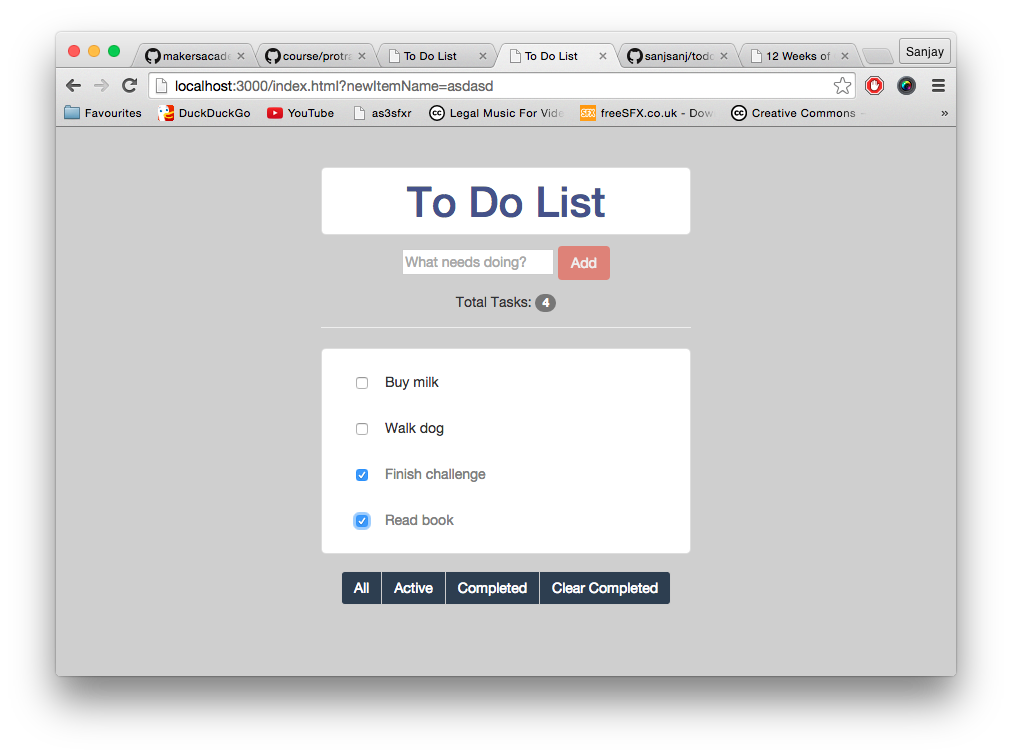 makersacade
course/protra
To Do List
To Do List
sanjsanj/todo
12 Weeks of
Sanjay
localhost:3000/index.html?newItemName=asdasd
Favourites
DuckDuckGo
YouTube
as3sfxr
Legal Music For Vide
SFX
freeSFX.co.uk - Dow
Creative Commons -
»
To Do List
What needs doing?
Add
Total Tasks: 4
Buy milk
Walk dog
Finish challenge
Read book
All
Active
Completed
Clear Completed